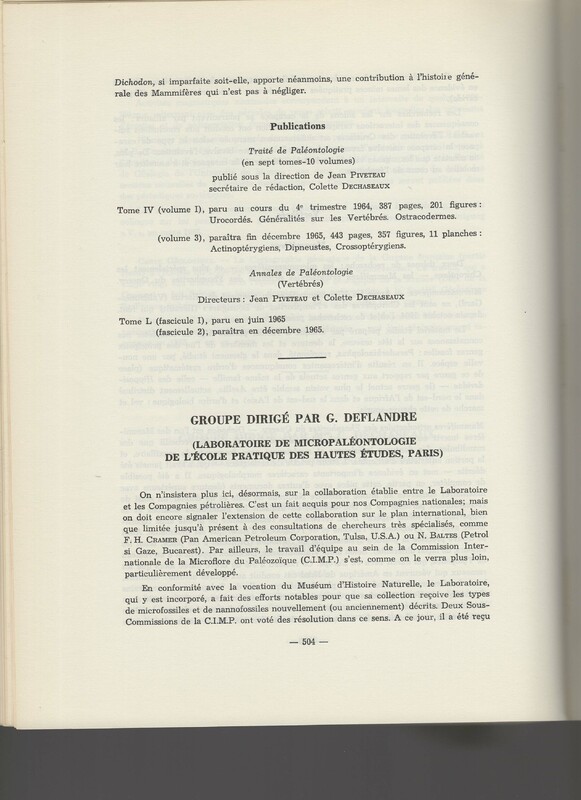 Dichodon, si imparfaite soit-elle, apporte néanmoins, une contribution à l'histoire géné-
rale des Mammifères qui n'est pas à négliger.
Publications
Traité de Paléontologie
(en sept tomes-10 volumes)
publié sous la direction de Jean PIVETEAU
secrétaire de rédaction, Colette DECHASEAUX
Tome IV (volume I), paru au cours du 4e trimestre 1964, 387 pages, 201 figures :
Urocordés. Généralités sur les Vertébrés. Ostracodermes.
(volume 3), paraîtra fin décembre 1965, 443 pages, 357 figures, 11 planches :
Actinoptérygiens, Dipneustes, Crossoptérygiens.
Annales de Paléontologie
(Vertébrés)
Directeurs : Jean PIVETEAU et Colette DECHASEAUX
Tome L (fascicule I), paru en juin 1965
(fascicule 2), paraîtra en décembre 1965.
GROUPE DIRIGÉ PAR G. DEFLANDRE
(LABORATOIRE DE MICROPALÉONTOLOGIE
DE L'ÉCOLE PRATIQUE DES HAUTES ÉTUDES, PARIS)
On n'insistera plus ici, désormais, sur la collaboration établie entre le Laboratoire
et les Compagnies pétrolières. C'est un fait acquis pour nos Compagnies nationales; mais
on doit encore signaler l'extension de cette collaboration sur le plan international, bien
que limitée jusqu'à présent à des consultations de chercheurs très spécialisés, comme
F. H. CRAMER (Pan American Petroleum Corporation, Tulsa, U.S.A.) ou N. BALTES (Petrol
si Gaze, Bucarest). Par ailleurs, le travail d'équipe au sein de la Commission Inter-
nationale de la Microflore du Paléozoïque (C.I.M.P.) s'est, comme on le verra plus loin,
particulièrement développé.
En conformité avec la vocation du Muséum d'Histoire Naturelle, le Laboratoire,
qui y est incorporé, a fait des efforts notables pour que sa collection reçoive les types
de microfossiles et de nannofossiles nouvellement (ou anciennement) décrits. Deux Sous-
Commissions de la C.I.M.P. ont voté des résolution dans ce sens. A ce jour, il a été reçu
— 504 —